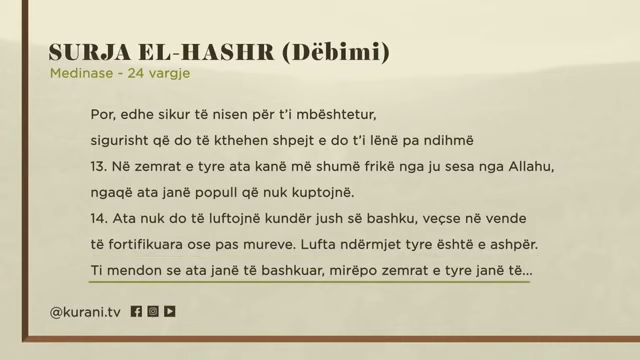 SURJA EL-HASHR (Dëbimi)
Medinase - 24 vargje
Por, edhe sikur të nisen për t'i mbështetur,
sigurisht që do të kthehen shpejt e do t'i lënë pa ndihmë
13. Në zemrat e tyre ata kanë më shumë frikë nga ju sesa nga Allahu,
ngaqë ata janë popull që nuk kuptojnë.
14. Ata nuk do të luftojnë kundër jush së bashku, veçse në vende
të fortifikuara ose pas mureve. Lufta ndërmjet tyre është e ashpër.
Ti mendon se ata janë të bashkuar, mirëpo zemrat e tyre janë të...
@kurani.tv